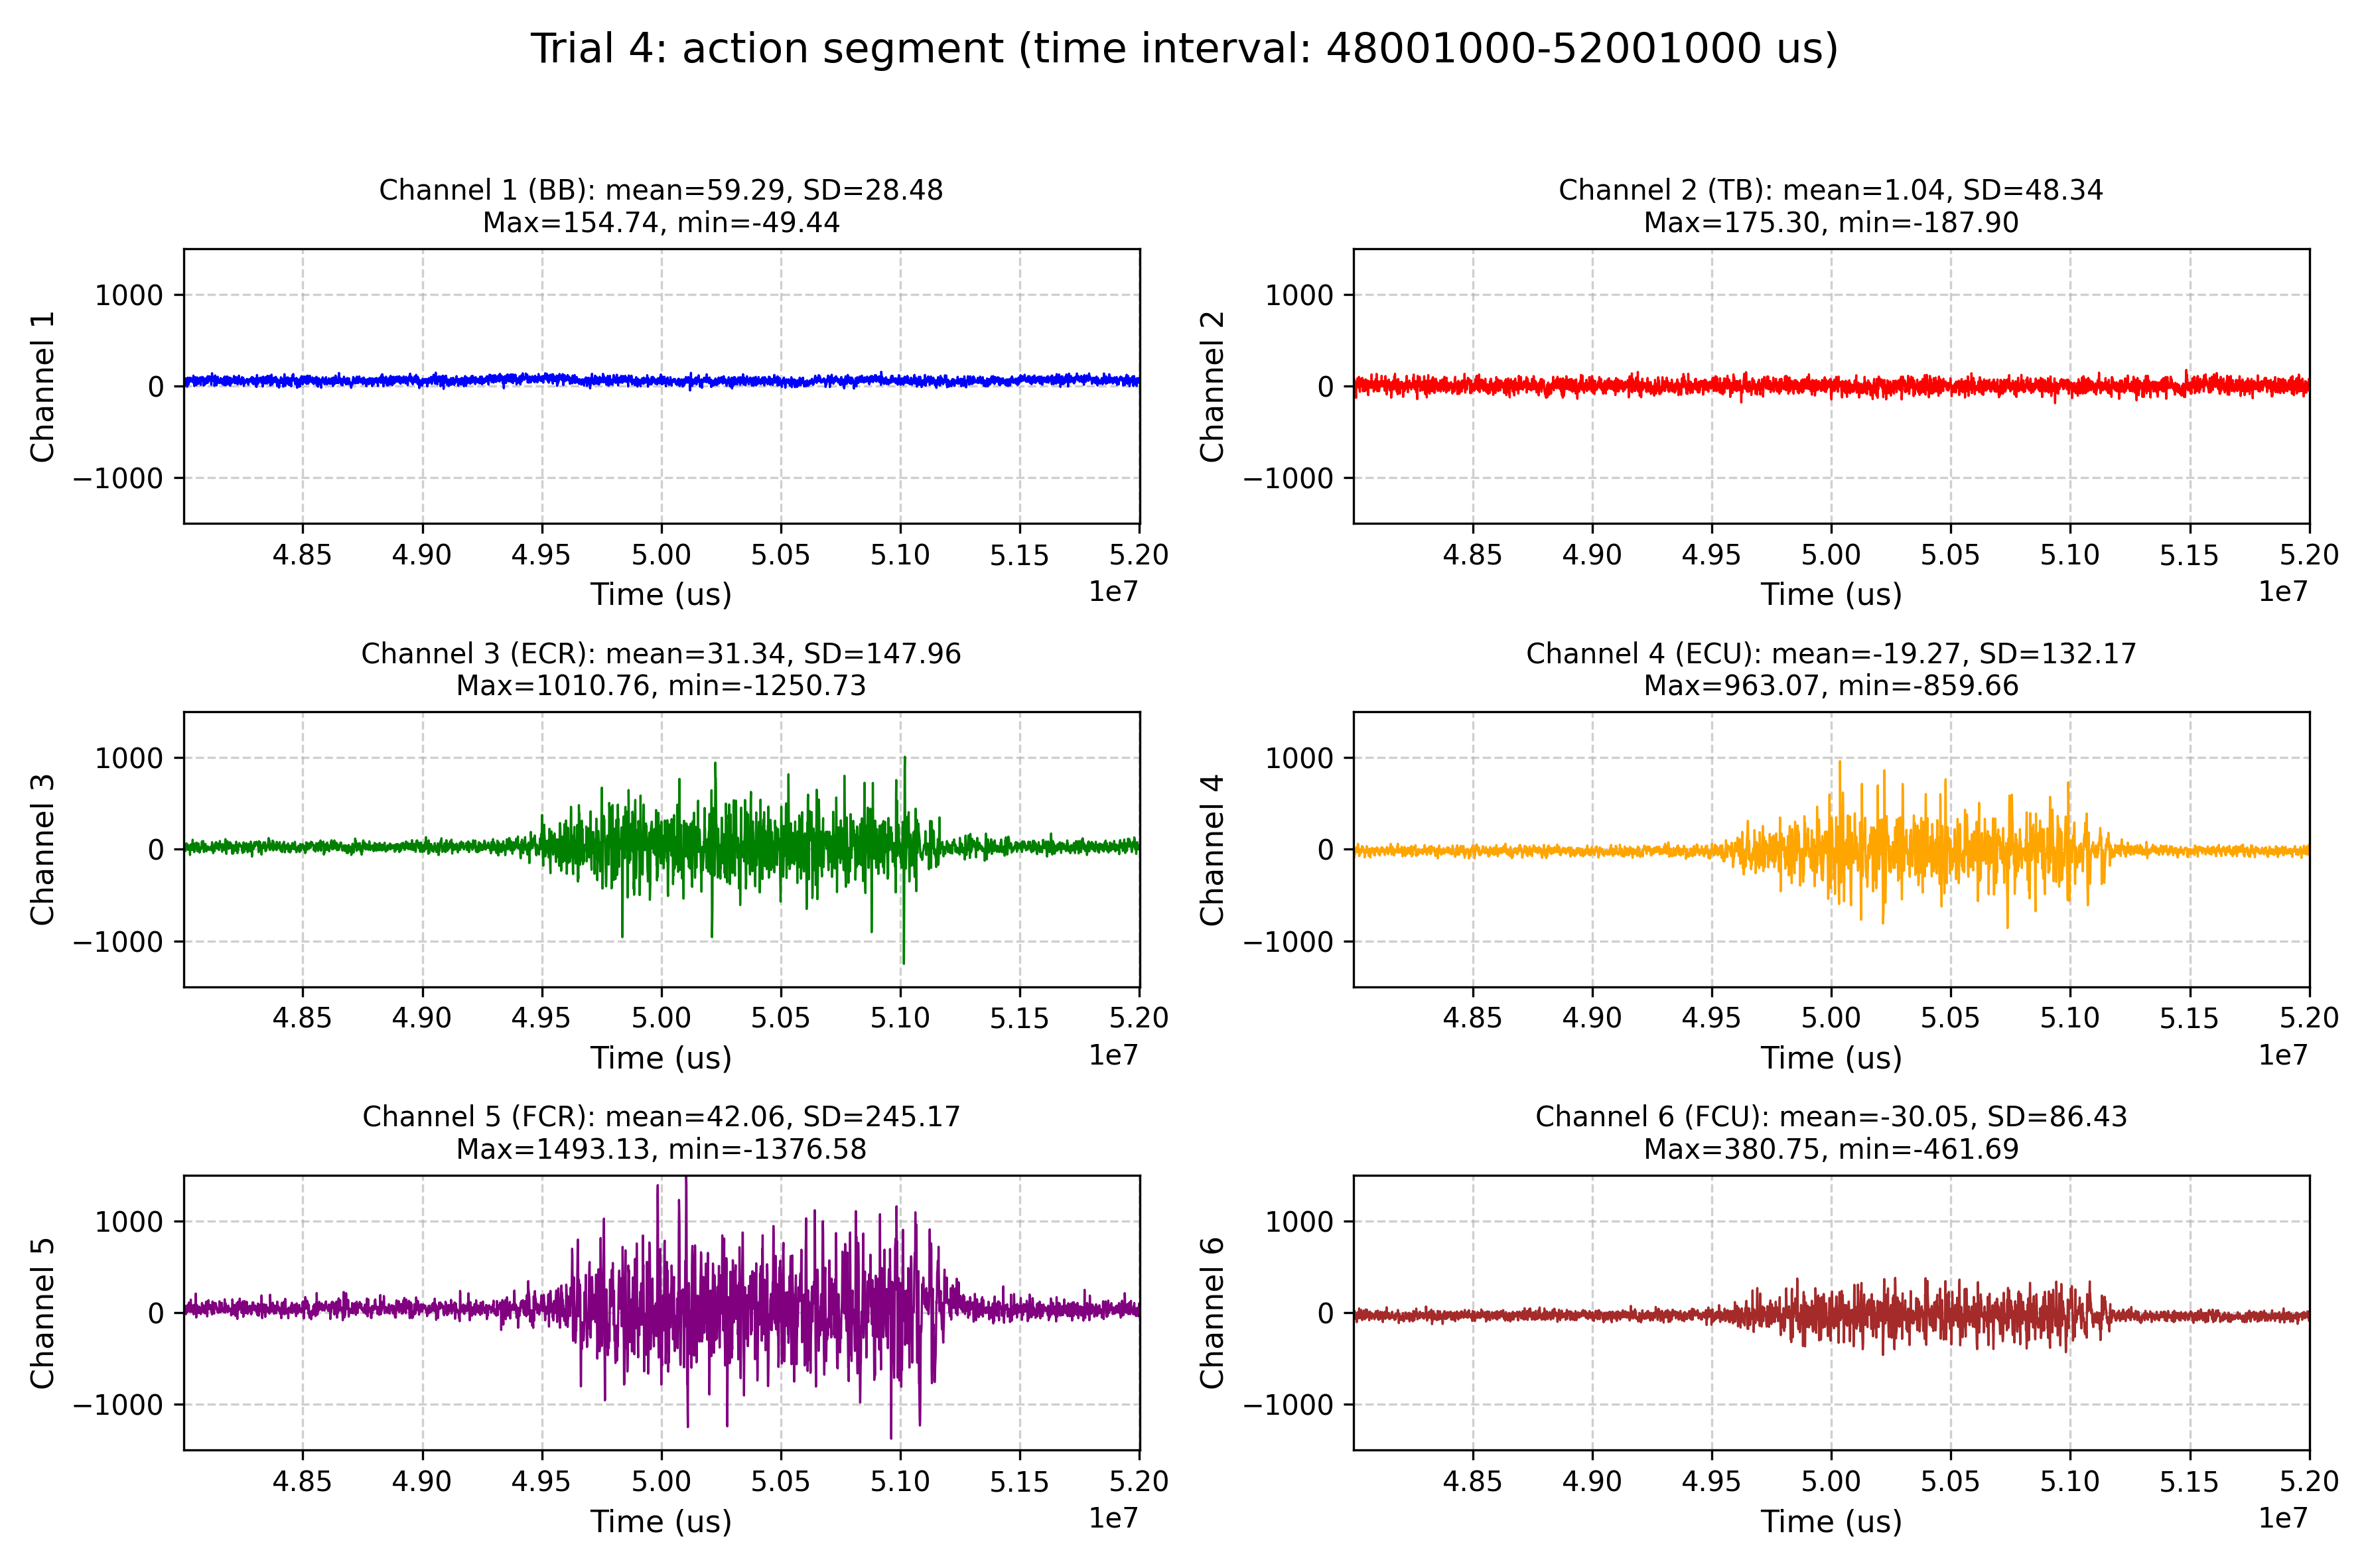 Trial 4: action segment (time interval: 48001000-52001000 us)
Channel 1 (BB): mean=59.29, SD=28.48
Max=154.74, min=-49.44
Channel 1
1000
0
−1000
4.85 4.90 4.95 5.00 5.05 5.10 5.15 5.20
Time (us)
1e7
Channel 2 (TB): mean=1.04, SD=48.34
Max=175.30, min=-187.90
Channel 2
1000
0
−1000
4.85 4.90 4.95 5.00 5.05 5.10 5.15 5.20
Time (us)
1e7
Channel 3 (ECR): mean=31.34, SD=147.96
Max=1010.76, min=-1250.73
Channel 3
1000
0
−1000
4.85 4.90 4.95 5.00 5.05 5.10 5.15 5.20
Time (us)
1e7
Channel 4 (ECU): mean=-19.27, SD=132.17
Max=963.07, min=-859.66
Channel 4
1000
0
−1000
4.85 4.90 4.95 5.00 5.05 5.10 5.15 5.20
Time (us)
1e7
Channel 5 (FCR): mean=42.06, SD=245.17
Max=1493.13, min=-1376.58
Channel 5
1000
0
−1000
4.85 4.90 4.95 5.00 5.05 5.10 5.15 5.20
Time (us)
1e7
Channel 6 (FCU): mean=-30.05, SD=86.43
Max=380.75, min=-461.69
Channel 6
1000
0
−1000
4.85 4.90 4.95 5.00 5.05 5.10 5.15 5.20
Time (us)
1e7